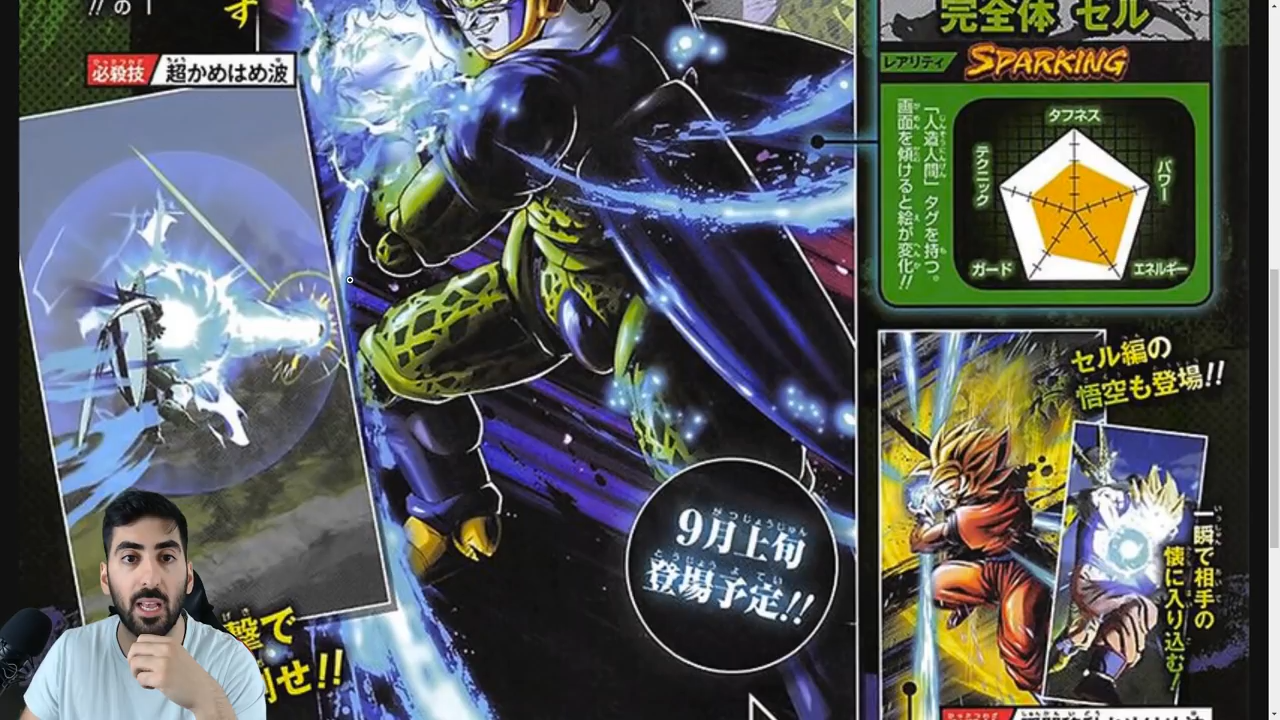 完全体 セル
レアリティ SPARKING
必殺技 超かめはめ波
タフネス
パワー
エネルギー
ガード
テクニック
「人造人間」タグを持つ。
画面を傾けると絵が変化!!
セル編の
悟空も登場!!
一瞬で相手の
懐に入り込む!
9月上旬
登場予定!!
撃で
せ!!